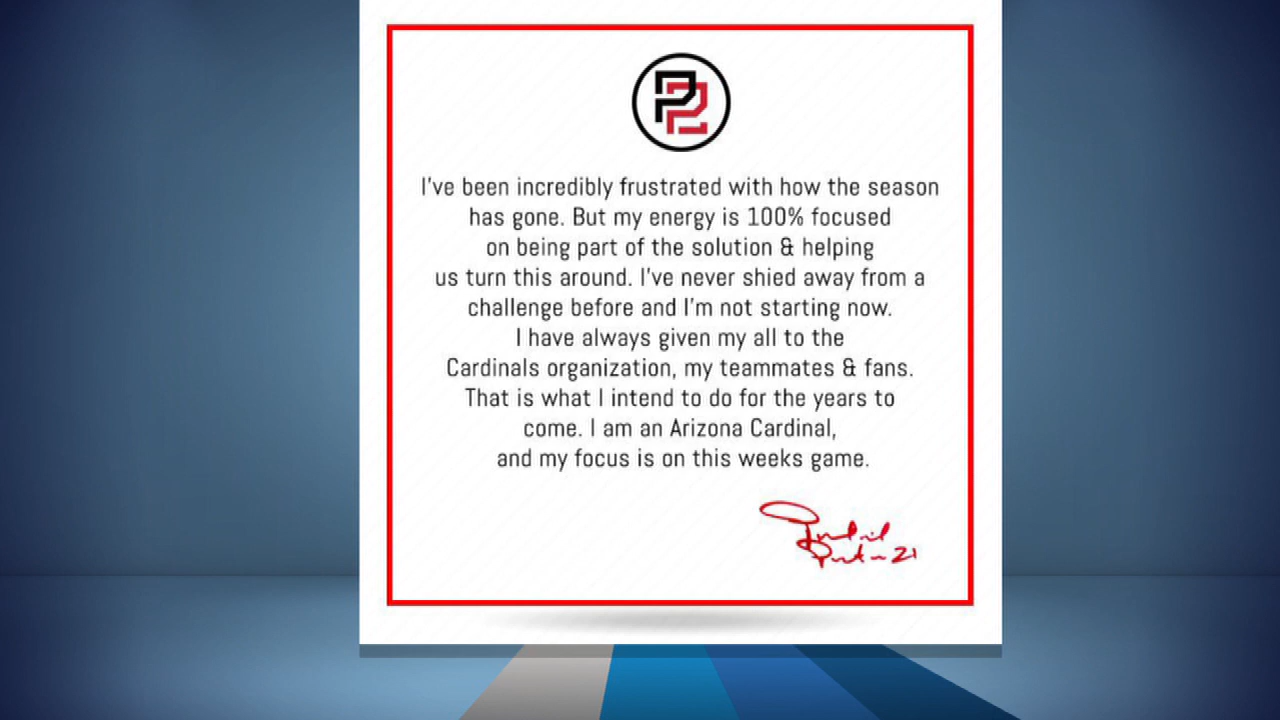 P2
I've been incredibly frustrated with how the season
has gone. But my energy is 100% focused
on being part of the solution & helping
us turn this around. I've never shied away from a
challenge before and I'm not starting now.
I have always given my all to the
Cardinals organization, my teammates & fans.
That is what I intend to do for the years to
come. I am an Arizona Cardinal,
and my focus is on this weeks game.
21